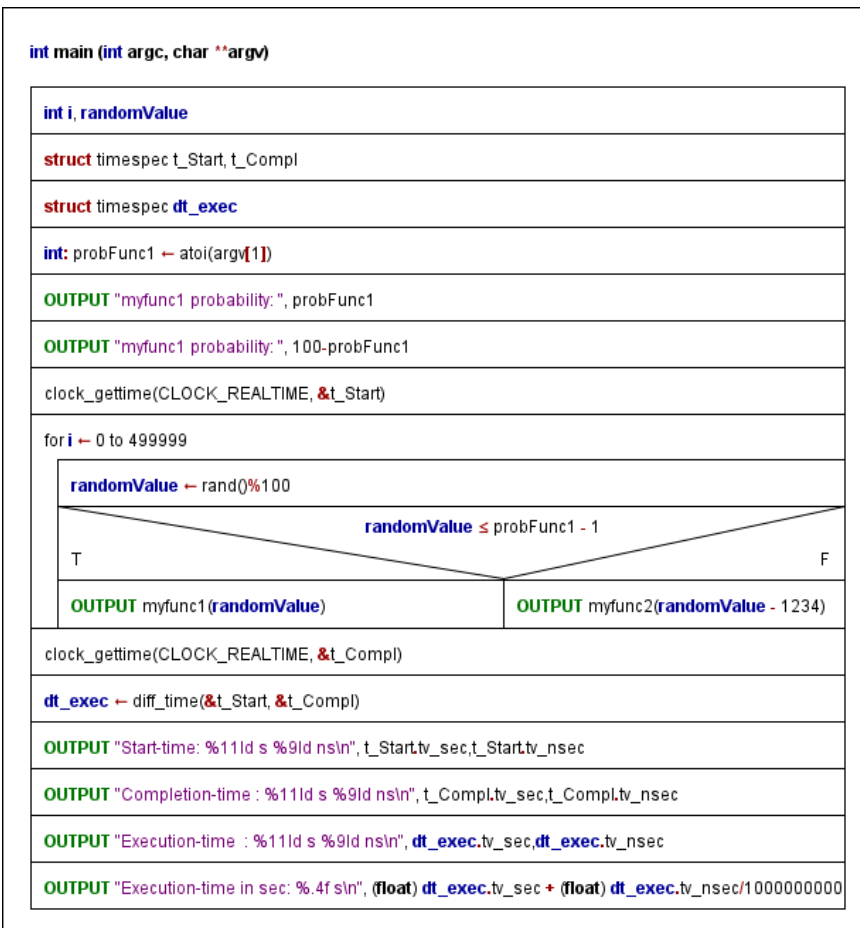 int main (int argc, char **argv)
int i, randomValue
struct timespec t_Start, t_Compl
struct timespec dt_exec
int: probFunc1 ← atoi(argv[1])
OUTPUT "myfunc1 probability: ", probFunc1
OUTPUT "myfunc1 probability: ", 100-probFunc1
clock_gettime(CLOCK_REALTIME, &t_Start)
for i ← 0 to 499999
randomValue ← rand()%100
randomValue ≤ probFunc1 - 1
T F
OUTPUT myfunc1(randomValue) OUTPUT myfunc2(randomValue - 1234)
clock_gettime(CLOCK_REALTIME, &t_Compl)
dt_exec ← diff_time(&t_Start, &t_Compl)
OUTPUT "Start-time: %11ld s %9ld ns\n", t_Start.tv_sec,t_Start.tv_nsec
OUTPUT "Completion-time : %11ld s %9ld ns\n", t_Compl.tv_sec,t_Compl.tv_nsec
OUTPUT "Execution-time  : %11ld s %9ld ns\n", dt_exec.tv_sec,dt_exec.tv_nsec
OUTPUT "Execution-time in sec: %.4f s\n", (float) dt_exec.tv_sec + (float) dt_exec.tv_nsec/1000000000